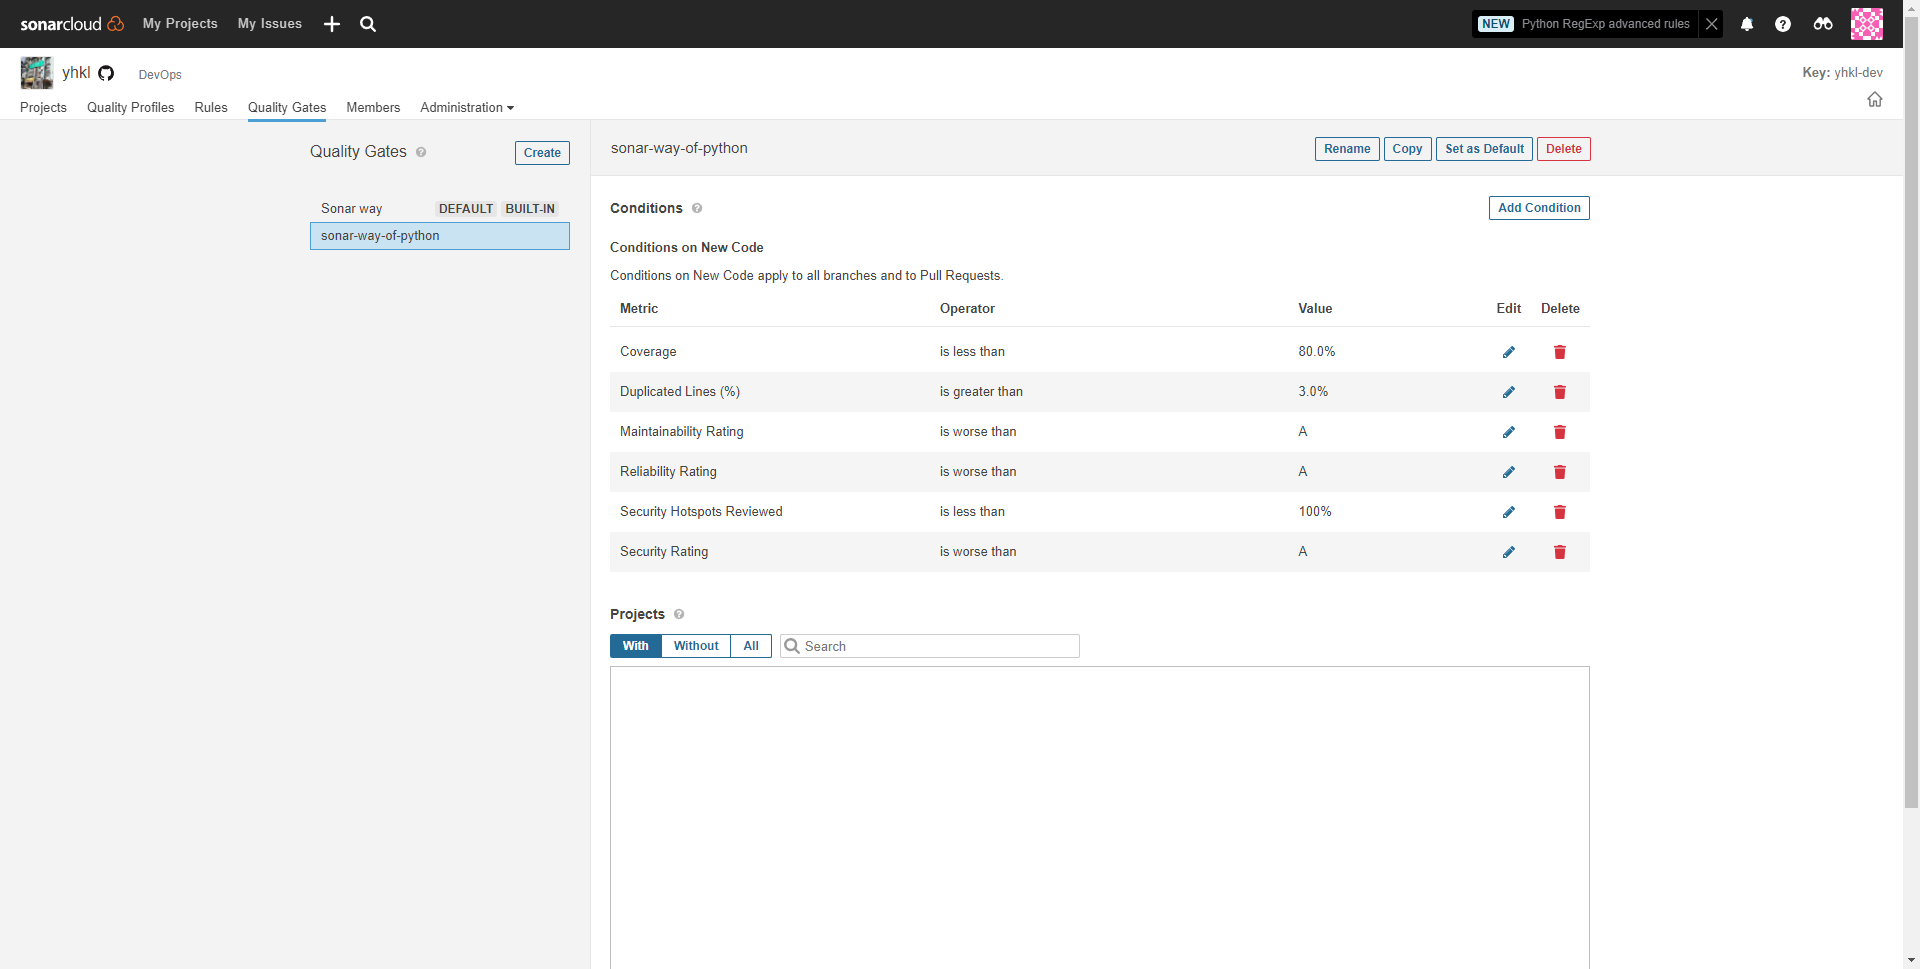 sonarcloud My Projects My Issues NEW Python RegExp advanced rules
yhkl DevOps Key: yhkl-dev
Projects Quality Profiles Rules Quality Gates Members Administration
Quality Gates Create
Sonar way DEFAULT BUILT-IN
sonar-way-of-python
sonar-way-of-python Rename Copy Set as Default Delete
Conditions Add Condition
Conditions on New Code
Conditions on New Code apply to all branches and to Pull Requests.
Metric Operator Value Edit Delete
Coverage is less than 80.0%
Duplicated Lines (%) is greater than 3.0%
Maintainability Rating is worse than A
Reliability Rating is worse than A
Security Hotspots Reviewed is less than 100%
Security Rating is worse than A
Projects
With Without All Search